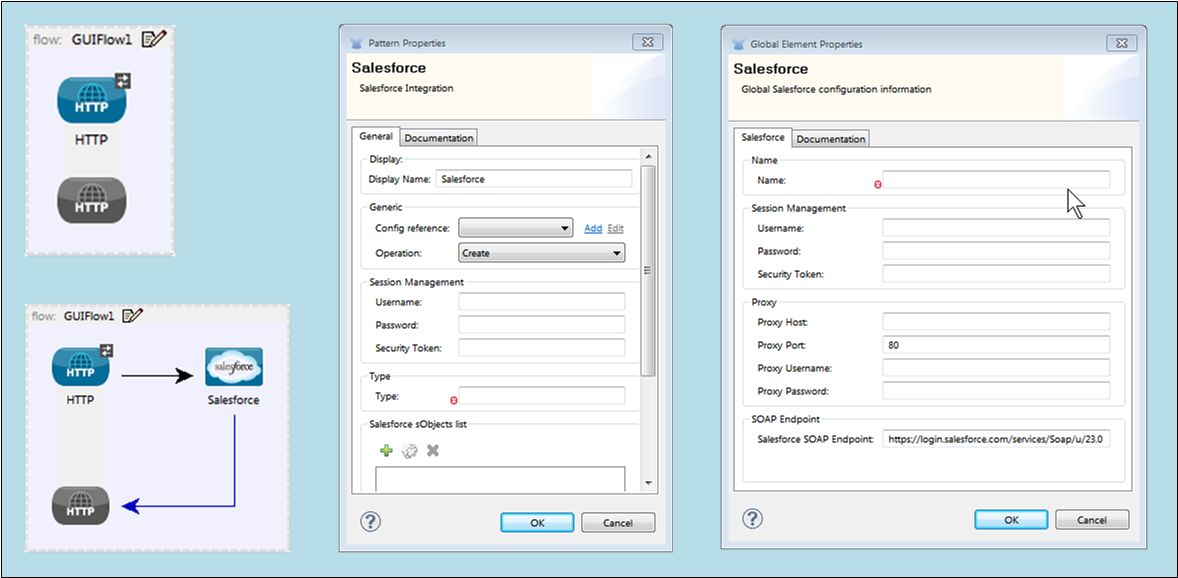 flow: GUIFlow1
HTTP
HTTP
HTTP
flow: GUIFlow1
HTTP
salesforce
HTTP
Salesforce
HTTP
Pattern Properties
Salesforce
Salesforce Integration
General
Documentation
Display:
Display Name: Salesforce
Generic
Config reference: Add Edit
Operation: Create
Session Management
Username:
Password:
Security Token:
Type
Type:
Salesforce sObjects list
OK
Cancel
Global Element Properties
Salesforce
Global Salesforce configuration information
Salesforce
Documentation
Name
Name:
Session Management
Username:
Password:
Security Token:
Proxy
Proxy Host:
Proxy Port: 80
Proxy Username:
Proxy Password:
SOAP Endpoint
Salesforce SOAP Endpoint: https://login.salesforce.com/services/Soap/u/23.0
OK
Cancel